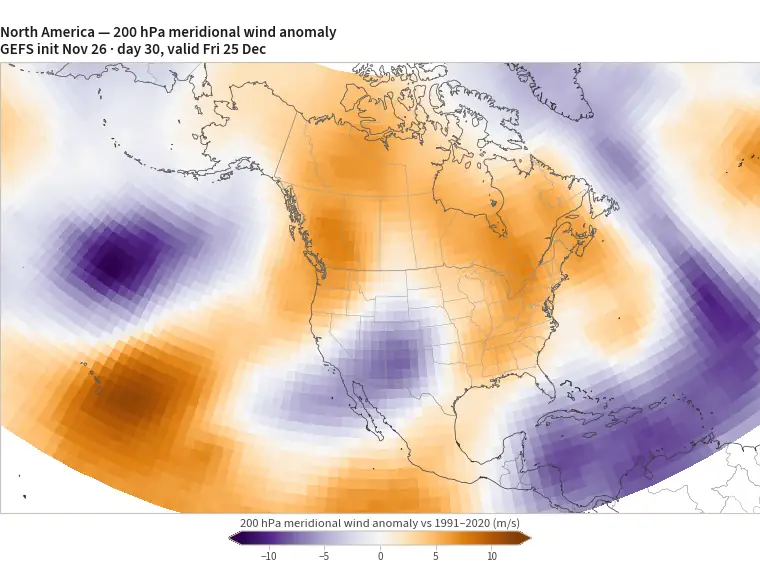 North America — 200 hPa meridional wind anomaly
GEFS init Nov 26 · day 30, valid Fri 25 Dec
200 hPa meridional wind anomaly vs 1991–2020 (m/s)
−10 −5 0 5 10